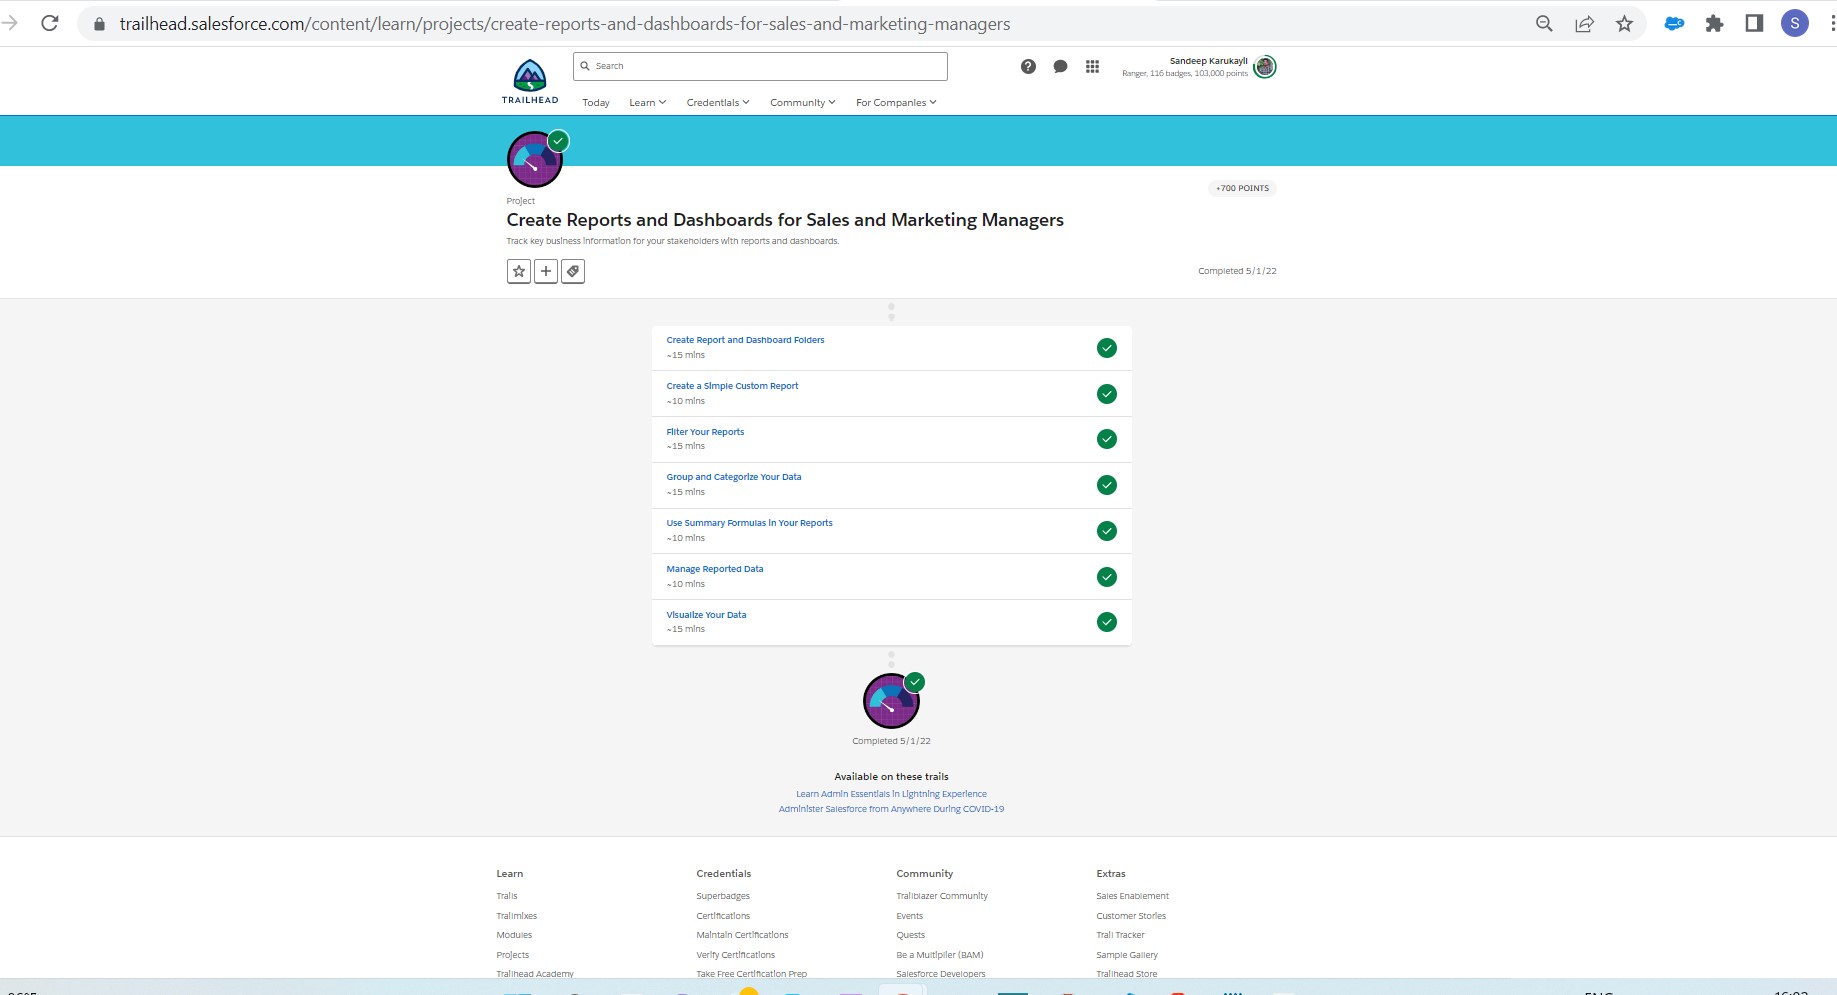 trailhead.salesforce.com/content/learn/projects/create-reports-and-dashboards-for-sales-and-marketing-managers
S
TRAILHEAD
Search
Sandeep Karukayil
Ranger, 116 badges, 103,000 points
Today Learn Credentials Community For Companies
+700 POINTS
Project
Create Reports and Dashboards for Sales and Marketing Managers
Track key business information for your stakeholders with reports and dashboards.
Completed 5/1/22
Create Report and Dashboard Folders
~15 mins
Create a Simple Custom Report
~10 mins
Filter Your Reports
~15 mins
Group and Categorize Your Data
~15 mins
Use Summary Formulas in Your Reports
~10 mins
Manage Reported Data
~10 mins
Visualize Your Data
~15 mins
Completed 5/1/22
Available on these trails
Learn Admin Essentials in Lightning Experience
Administer Salesforce from Anywhere During COVID-19
Learn
Trails
Trailmixes
Modules
Projects
Trailhead Academy
Credentials
Superbadges
Certifications
Maintain Certifications
Verify Certifications
Take Free Certification Prep
Community
Trailblazer Community
Events
Quests
Be a Multiplier (BAM)
Salesforce Developers
Extras
Sales Enablement
Customer Stories
Trail Tracker
Sample Gallery
Trailhead Store